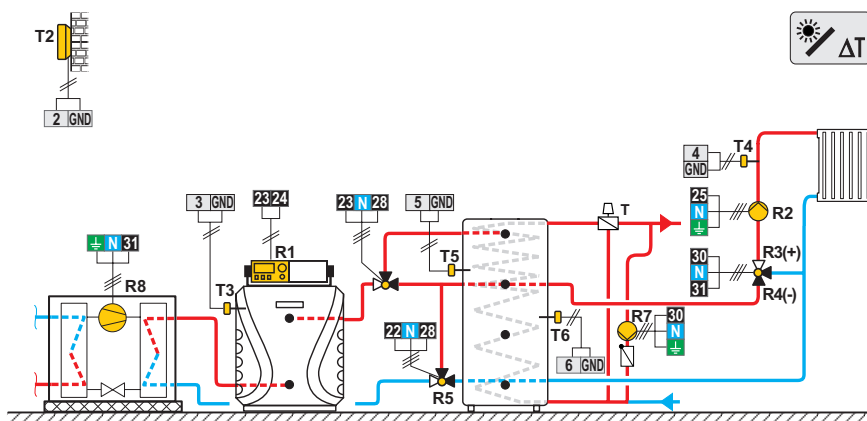 T2
2 GND
ΔT
3 GND
23 24
23 N 28
5 GND
4
GND
T4
25
N
R2
T
N 31
R8
R1
T3
T5
30
N
31
R3(+)
R4(-)
22 N 28
R5
T6
6 GND
R7
30
N